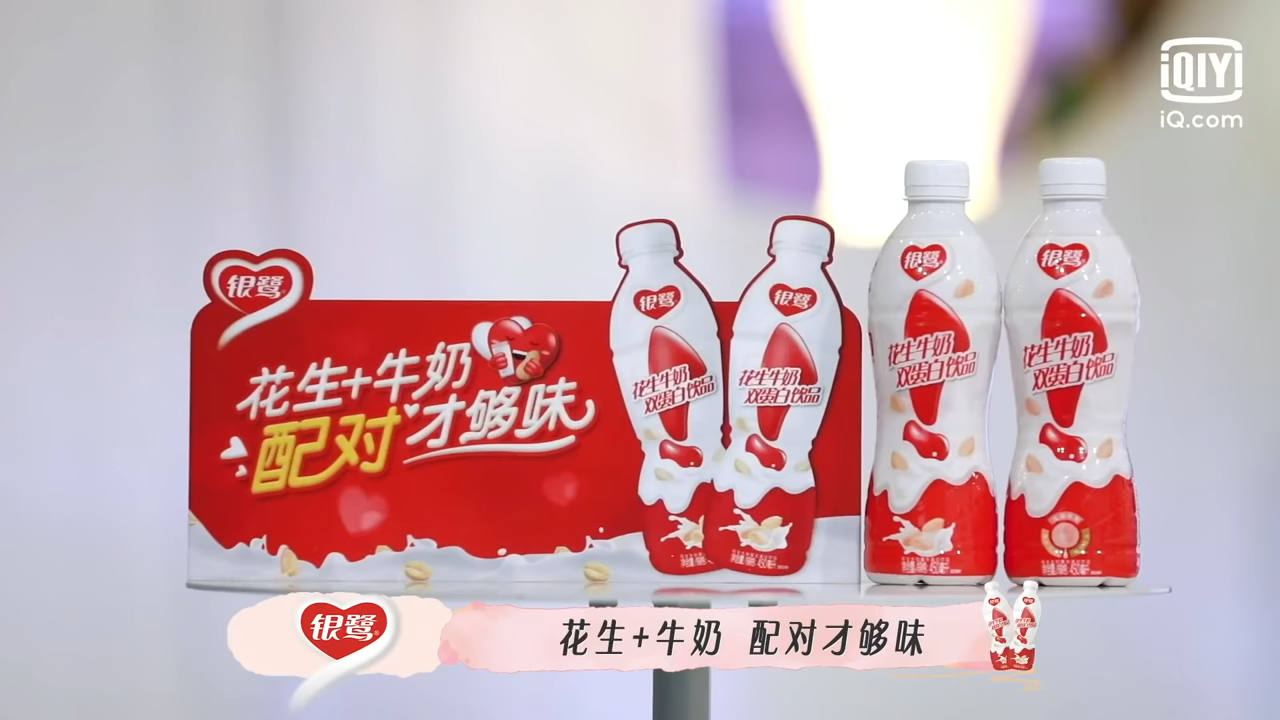 iQIYI
iQ.com
银鹭
花生+牛奶
配对才够味
银鹭
花生牛奶
双蛋白饮品
银鹭
花生牛奶
双蛋白饮品
银鹭
花生牛奶
双蛋白饮品
银鹭
花生牛奶
双蛋白饮品
银鹭
花生+牛奶 配对才够味